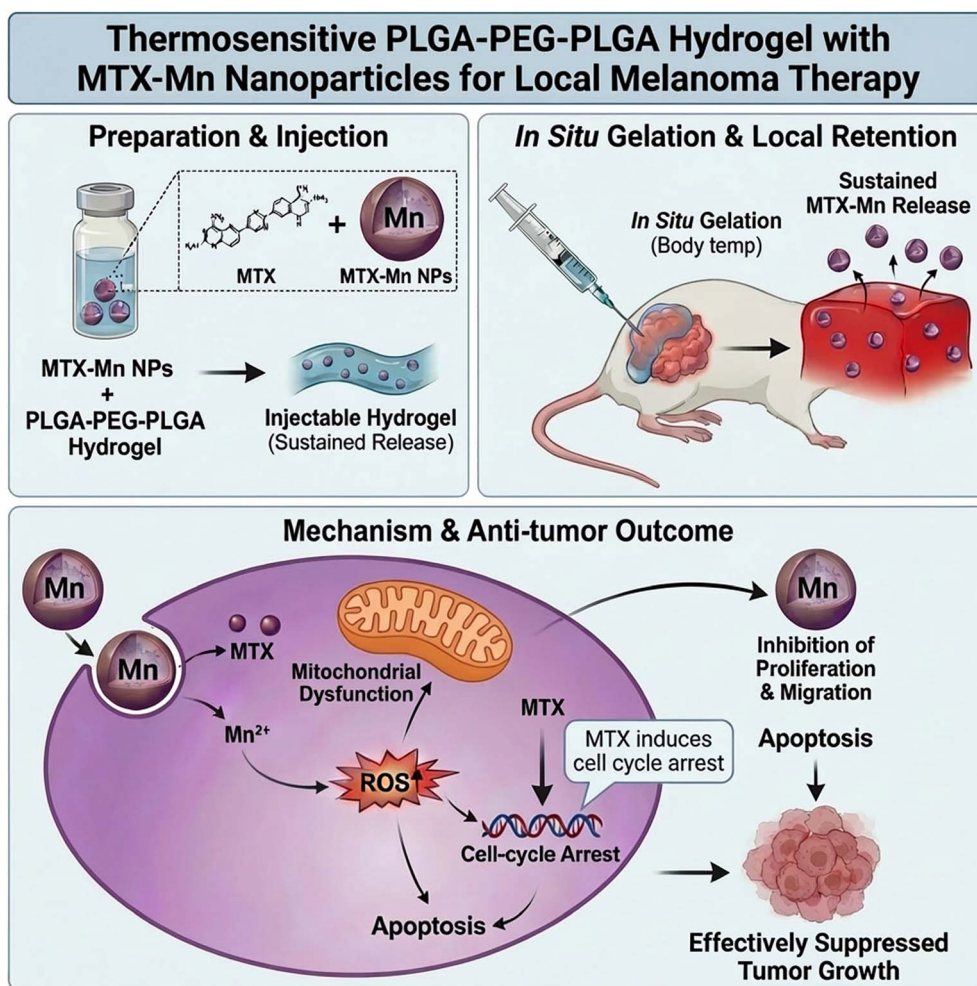 Thermosensitive PLGA-PEG-PLGA Hydrogel with
MTX-Mn Nanoparticles for Local Melanoma Therapy
Preparation & Injection
Mn
+
MTX
MTX-Mn NPs
MTX-Mn NPs
+
PLGA-PEG-PLGA
Hydrogel
Injectable Hydrogel
(Sustained Release)
In Situ Gelation & Local Retention
Sustained
MTX-Mn Release
In Situ Gelation
(Body temp)
Mechanism & Anti-tumor Outcome
Mn
Mn
MTX
Mn²⁺
Mitochondrial
Dysfunction
ROS
MTX
MTX induces
cell cycle arrest
Cell-cycle Arrest
Apoptosis
Mn
Inhibition of
Proliferation
& Migration
Apoptosis
Effectively Suppressed
Tumor Growth